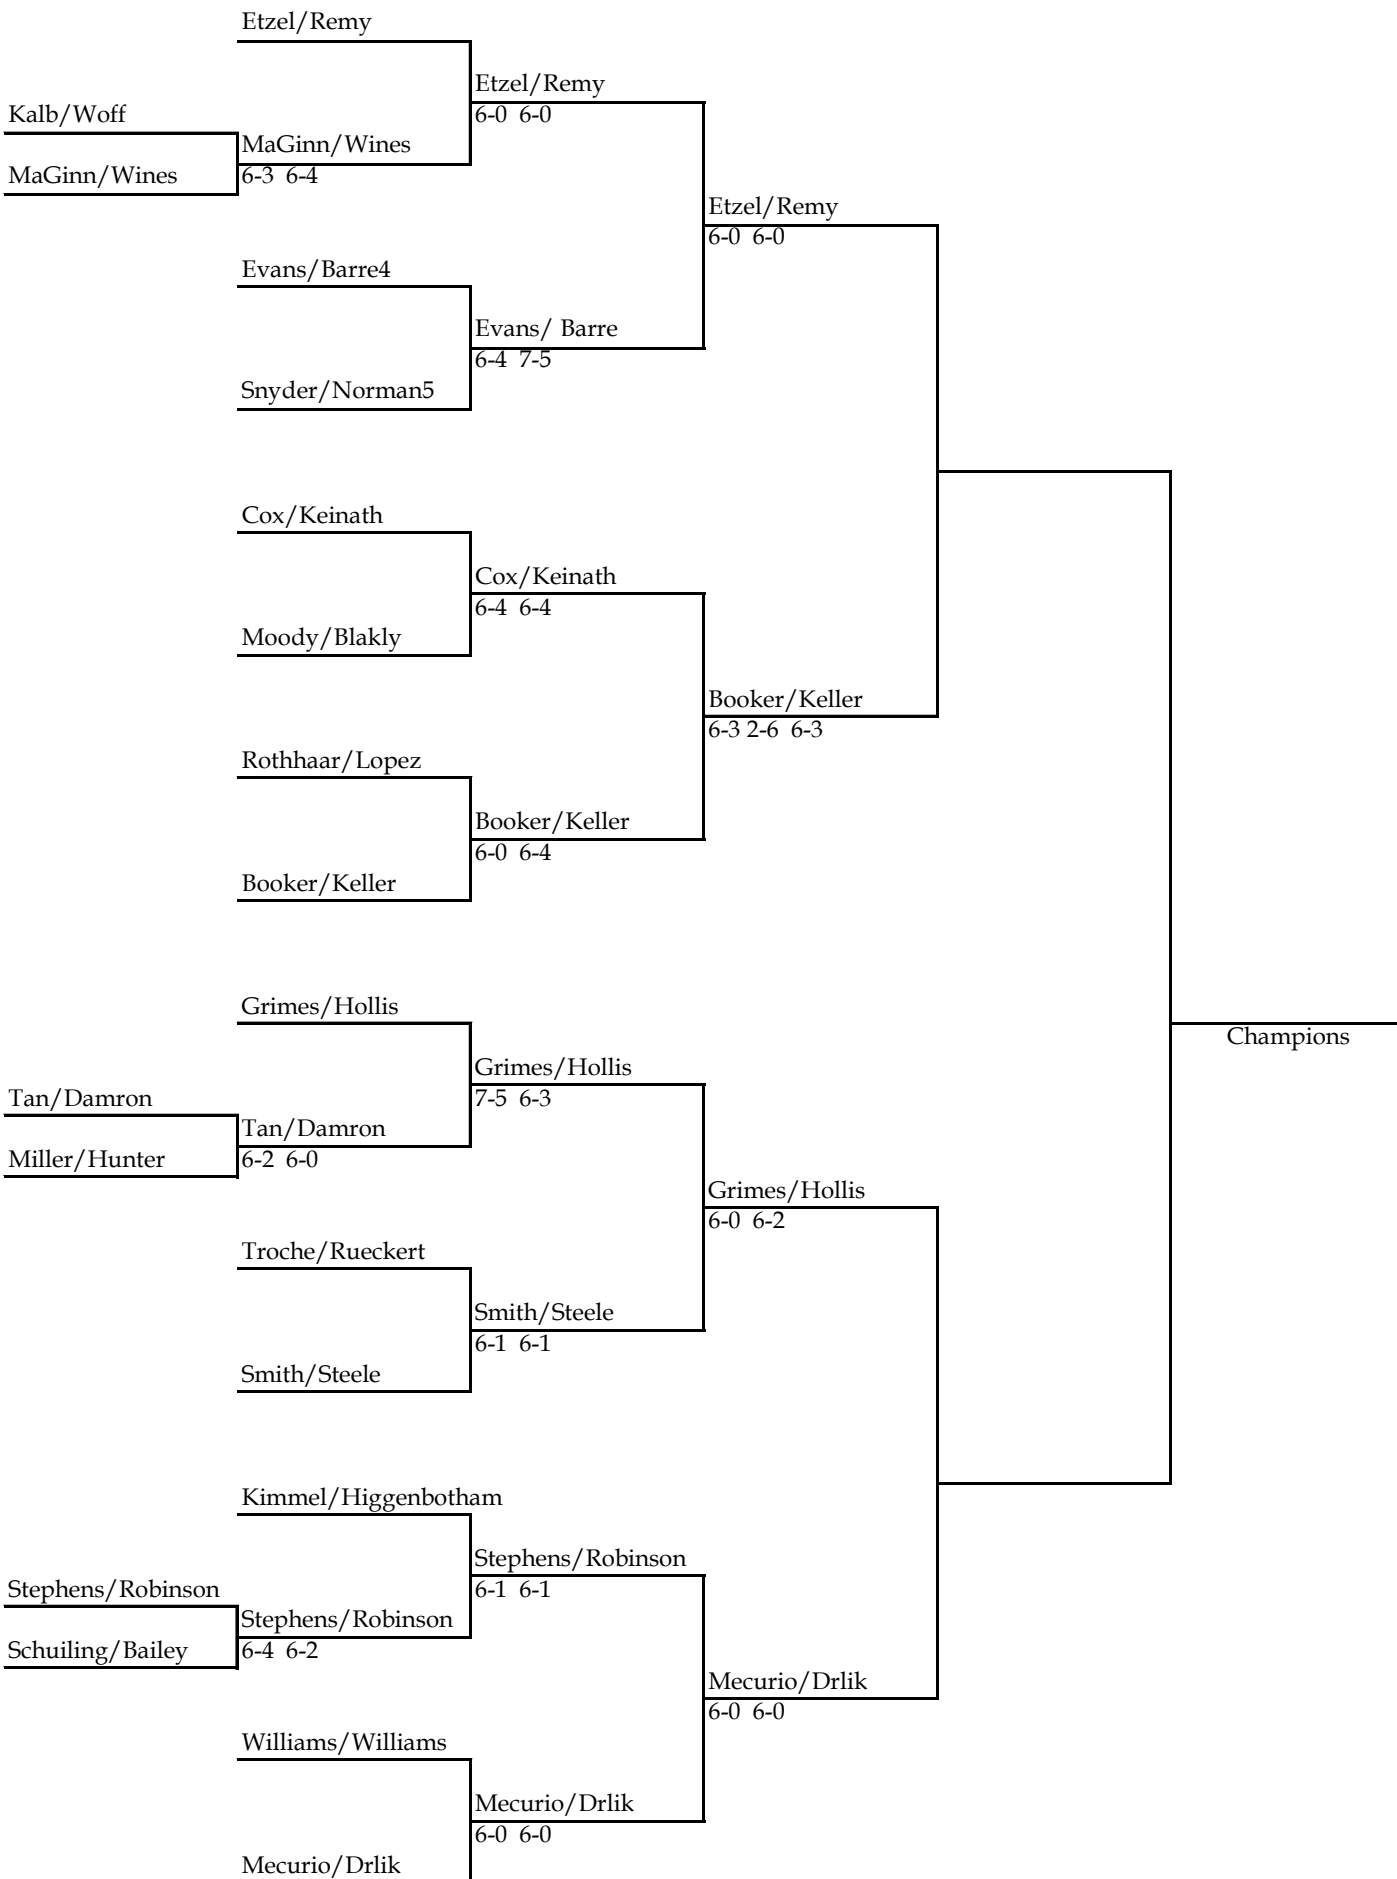 Etzel/Remy
Etzel/Remy
6-0 6-0
Kalb/Woff
MaGinn/Wines
MaGinn/Wines
6-3 6-4
Etzel/Remy
6-0 6-0
Evans/Barre4
Evans/ Barre
6-4 7-5
Snyder/Norman5
Cox/Keinath
Cox/Keinath
6-4 6-4
Moody/Blakly
Booker/Keller
6-3 2-6 6-3
Rothhaar/Lopez
Booker/Keller
6-0 6-4
Booker/Keller
Grimes/Hollis
Champions
Grimes/Hollis
7-5 6-3
Tan/Damron
Tan/Damron
Miller/Hunter
6-2 6-0
Grimes/Hollis
6-0 6-2
Troche/Rueckert
Smith/Steele
6-1 6-1
Smith/Steele
Kimmel/Higgenbotham
Stephens/Robinson
6-1 6-1
Stephens/Robinson
Stephens/Robinson
Schuiling/Bailey
6-4 6-2
Mecurio/Drlik
6-0 6-0
Williams/Williams
Mecurio/Drlik
6-0 6-0
Mecurio/Drlik